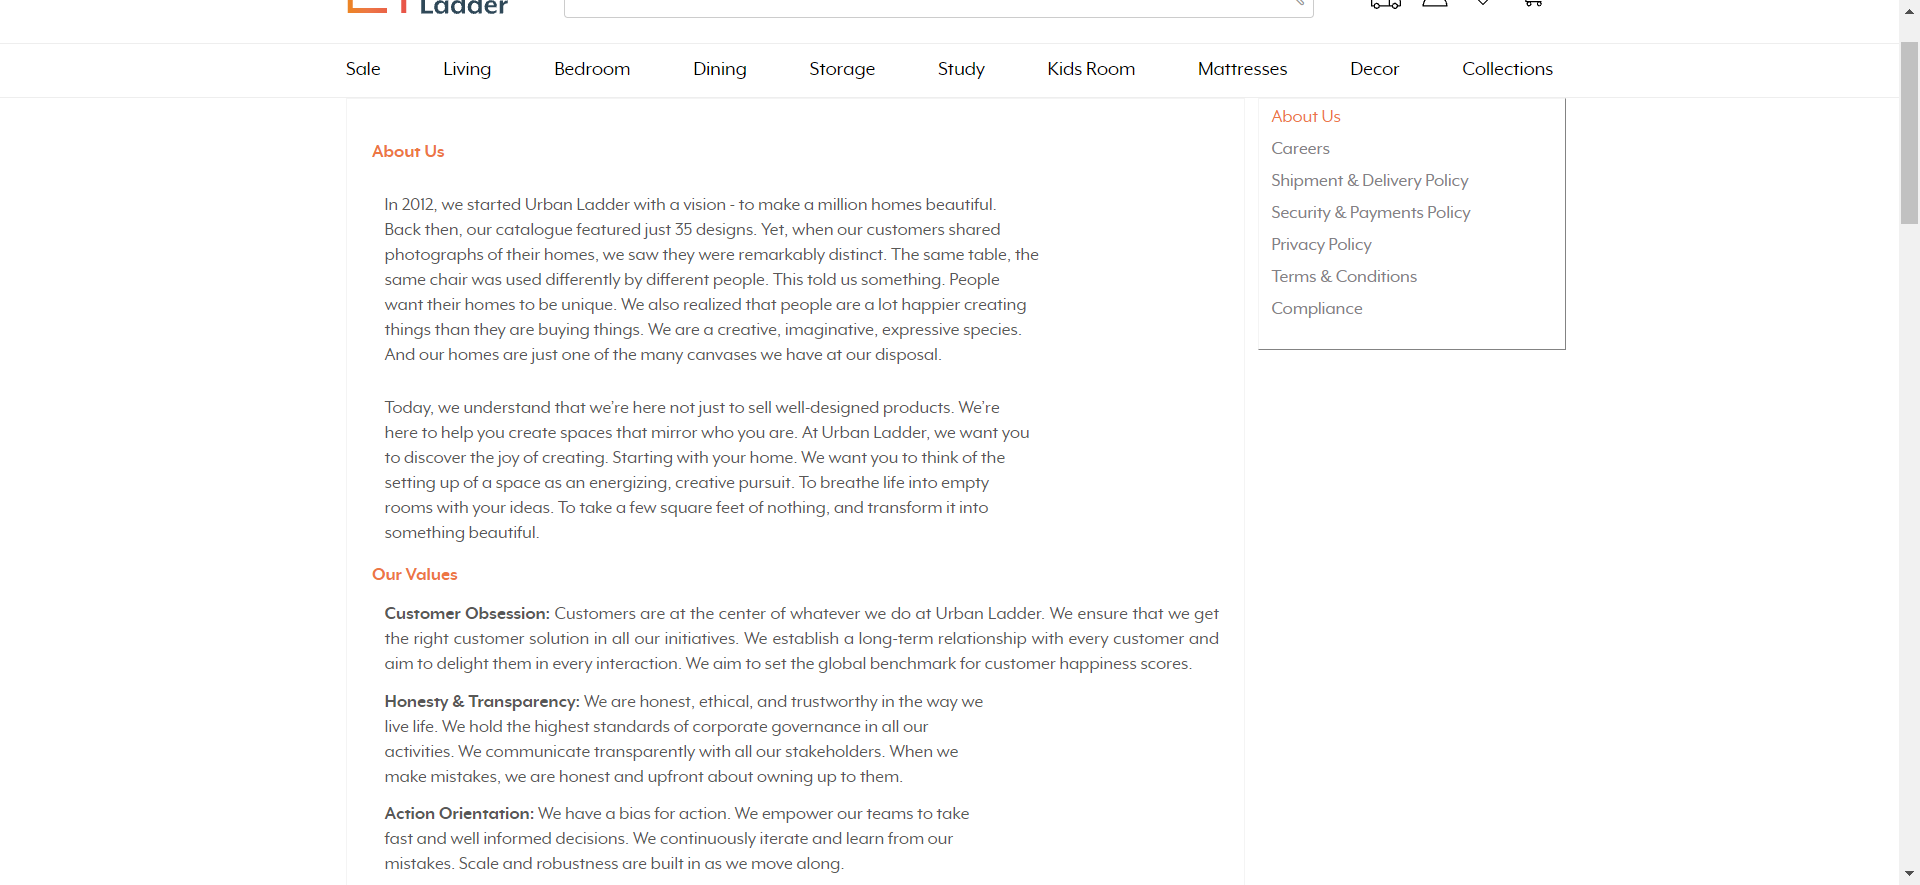 Ladder
Sale Living Bedroom Dining Storage Study Kids Room Mattresses Decor Collections
About Us
In 2012, we started Urban Ladder with a vision - to make a million homes beautiful.
Back then, our catalogue featured just 35 designs. Yet, when our customers shared
photographs of their homes, we saw they were remarkably distinct. The same table, the
same chair was used differently by different people. This told us something. People
want their homes to be unique. We also realized that people are a lot happier creating
things than they are buying things. We are a creative, imaginative, expressive species.
And our homes are just one of the many canvases we have at our disposal.
Today, we understand that we’re here not just to sell well-designed products. We’re
here to help you create spaces that mirror who you are. At Urban Ladder, we want you
to discover the joy of creating. Starting with your home. We want you to think of the
setting up of a space as an energizing, creative pursuit. To breathe life into empty
rooms with your ideas. To take a few square feet of nothing, and transform it into
something beautiful.
Our Values
Customer Obsession: Customers are at the center of whatever we do at Urban Ladder. We ensure that we get
the right customer solution in all our initiatives. We establish a long-term relationship with every customer and
aim to delight them in every interaction. We aim to set the global benchmark for customer happiness scores.
Honesty & Transparency: We are honest, ethical, and trustworthy in the way we
live life. We hold the highest standards of corporate governance in all our
activities. We communicate transparently with all our stakeholders. When we
make mistakes, we are honest and upfront about owning up to them.
Action Orientation: We have a bias for action. We empower our teams to take
fast and well informed decisions. We continuously iterate and learn from our
mistakes. Scale and robustness are built in as we move along.
About Us
Careers
Shipment & Delivery Policy
Security & Payments Policy
Privacy Policy
Terms & Conditions
Compliance